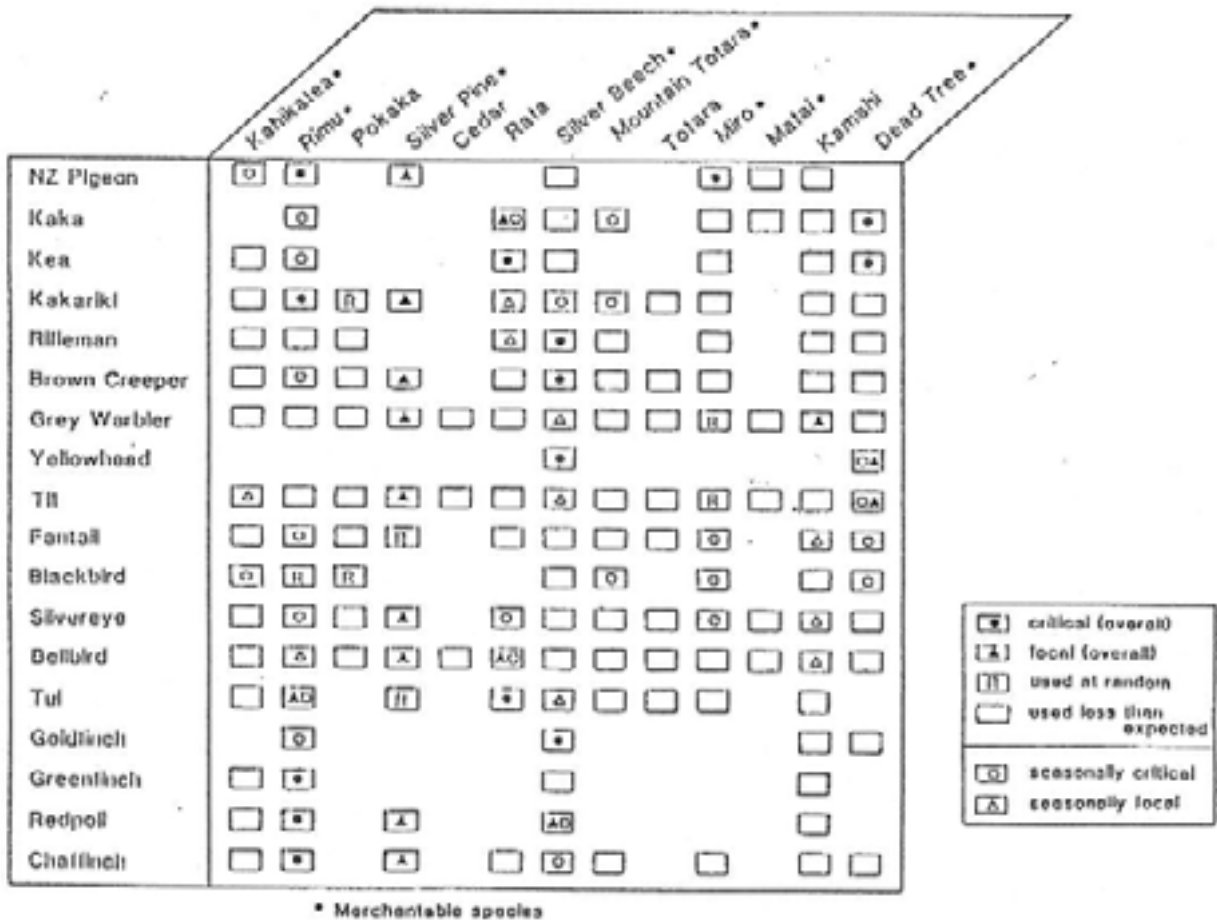 Kahikatea•
Rimu•
Pokaka
Silver Pine•
Cedar
Rata
Silver Beech•
Mountain Totara•
Totara
Miro•
Matai•
Kamahi
Dead Tree•
NZ Pigeon
Kaka
Kea
Kakariki
Rifleman
Brown Creeper
Grey Warbler
Yellowhead
Tit
Fantail
Blackbird
Silvereye
Bellbird
Tui
Goldfinch
Greenfinch
Redpoll
Chaffinch
critical (overall)
focal (overall)
R used at random
used less than
expected
O seasonally critical
△ seasonally focal
• Merchantable species